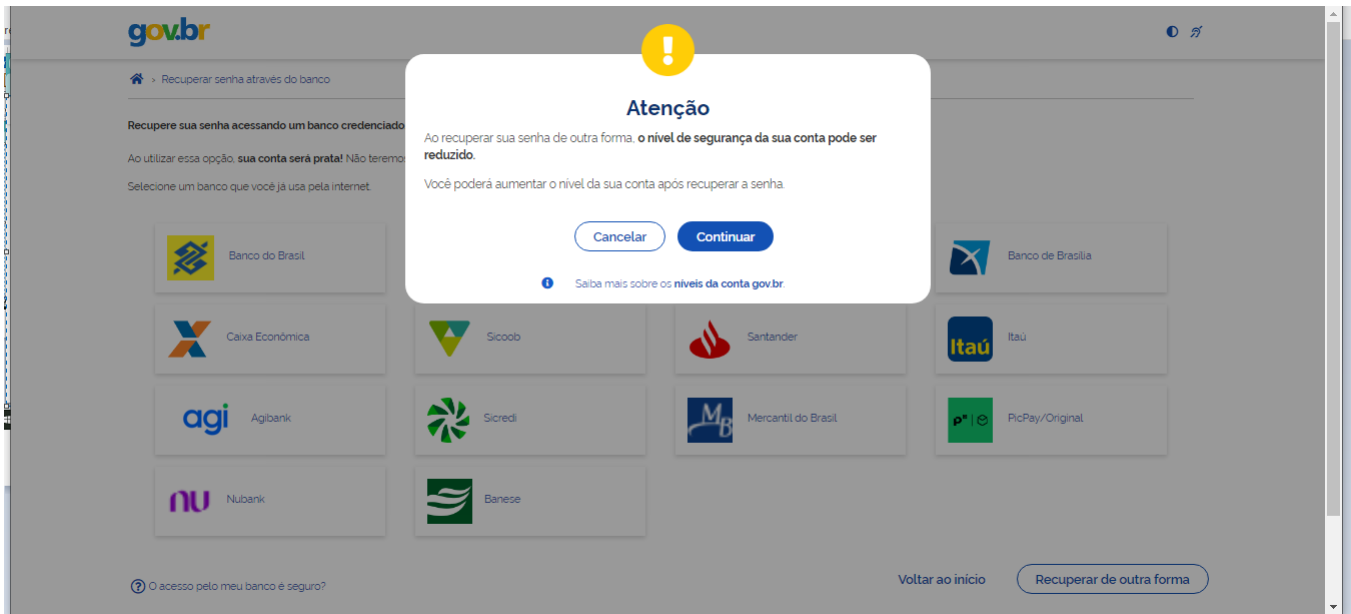 gov.br
Recuperar senha através do banco
Recupere sua senha acessando um banco credenciado
Ao utilizar essa opção, sua conta será prata! Não teremos
Selecione um banco que você já usa pela internet.
Atenção
Ao recuperar sua senha de outra forma, o nível de segurança da sua conta pode ser
reduzido.
Você poderá aumentar o nível da sua conta após recuperar a senha.
Cancelar
Continuar
Saiba mais sobre os níveis da conta gov.br.
Banco do Brasil
Banco de Brasília
Caixa Econômica
Sicoob
Santander
Itaú
Itaú
agi
Agibank
Sicredi
MB
Mercantil do Brasil
PicPay/Original
nu
Nubank
Banese
O acesso pelo meu banco é seguro?
Voltar ao início
Recuperar de outra forma